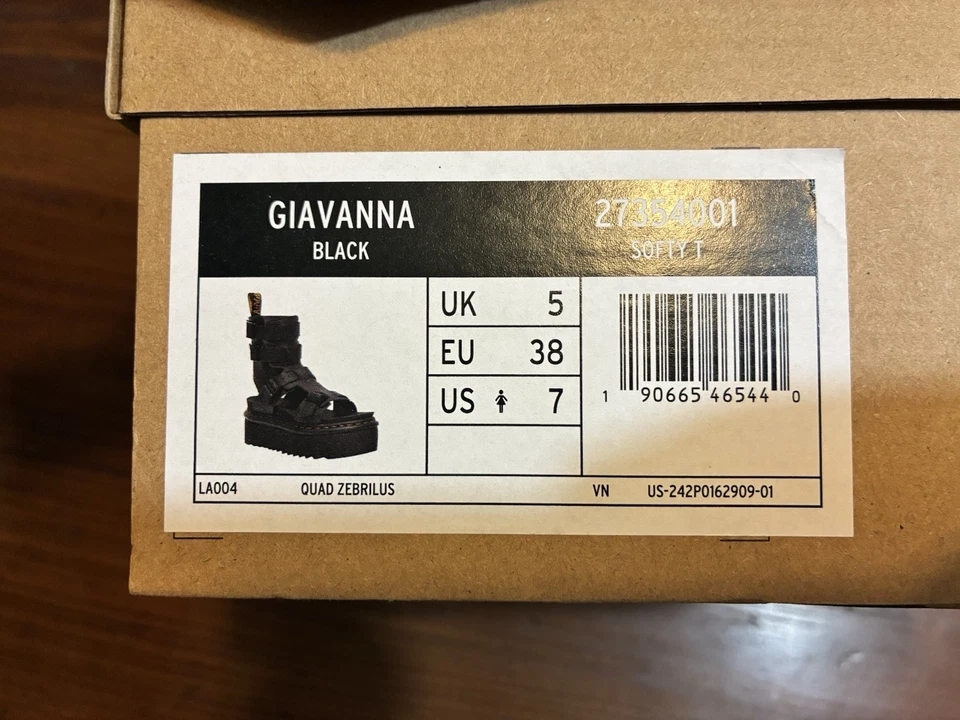 GIAVANNA
BLACK
27354001
SOFTY T
UK 5
EU 38
US 7
1 90665 46544 0
LA004 QUAD ZEBRILUS VN US-242P0162909-01